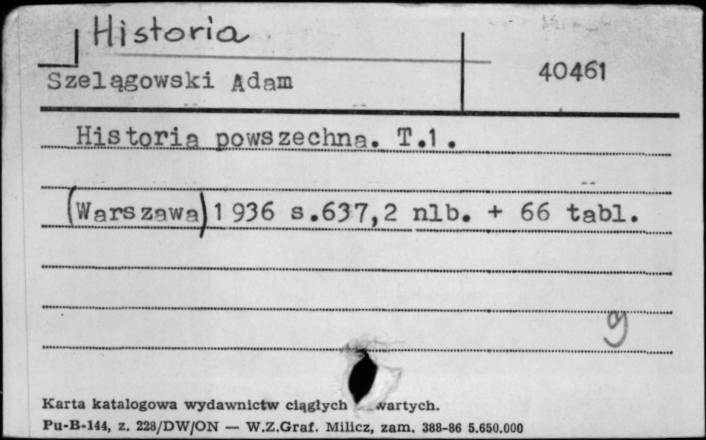 Historia
Szelągowski Adam
40461
Historia powszechna. T.1.
(Warszawa) 1936 s.637,2 nlb. + 66 tabl.
g
Karta katalogowa wydawnictw ciągłych wartych.
Pu-B-144, z. 228/DW/ON — W.Z.Graf. Milicz, zam. 388-86 5.650.000